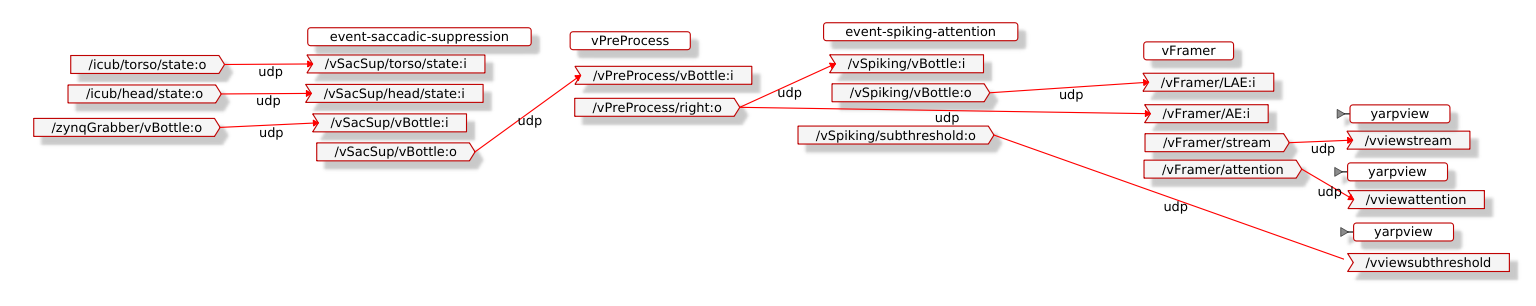 event-saccadic-suppression
/icub/torso/state:o
udp
/vSacSup/torso/state:i
/icub/head/state:o
udp
/vSacSup/head/state:i
/zynqGrabber/vBottle:o
udp
/vSacSup/vBottle:i
/vSacSup/vBottle:o
udp
vPreProcess
/vPreProcess/vBottle:i
/vPreProcess/right:o
udp
udp
event-spiking-attention
/vSpiking/vBottle:i
/vSpiking/vBottle:o
udp
/vSpiking/subthreshold:o
udp
vFramer
/vFramer/LAE:i
/vFramer/AE:i
/vFramer/stream
udp
/vFramer/attention
udp
yarpview
/vviewstream
yarpview
/vviewattention
yarpview
/vviewsubthreshold